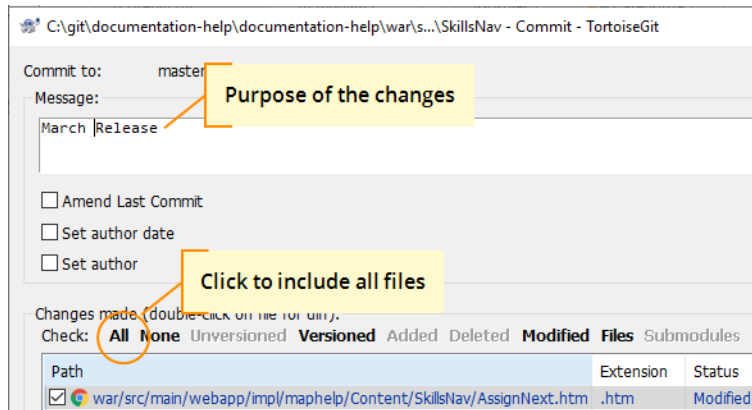 C:\git\documentation-help\documentation-help\war\s...\SkillsNav - Commit - TortoiseGit
Commit to: master
Purpose of the changes
Message:
March Release
Amend Last Commit
Set author date
Set author
Click to include all files
Changes made (double-click on file for diff):
Check: All None Unversioned Versioned Added Deleted Modified Files Submodules
Path Extension Status
war/src/main/webapp/impl/maphelp/Content/SkillsNav/AssignNext.htm .htm Modified